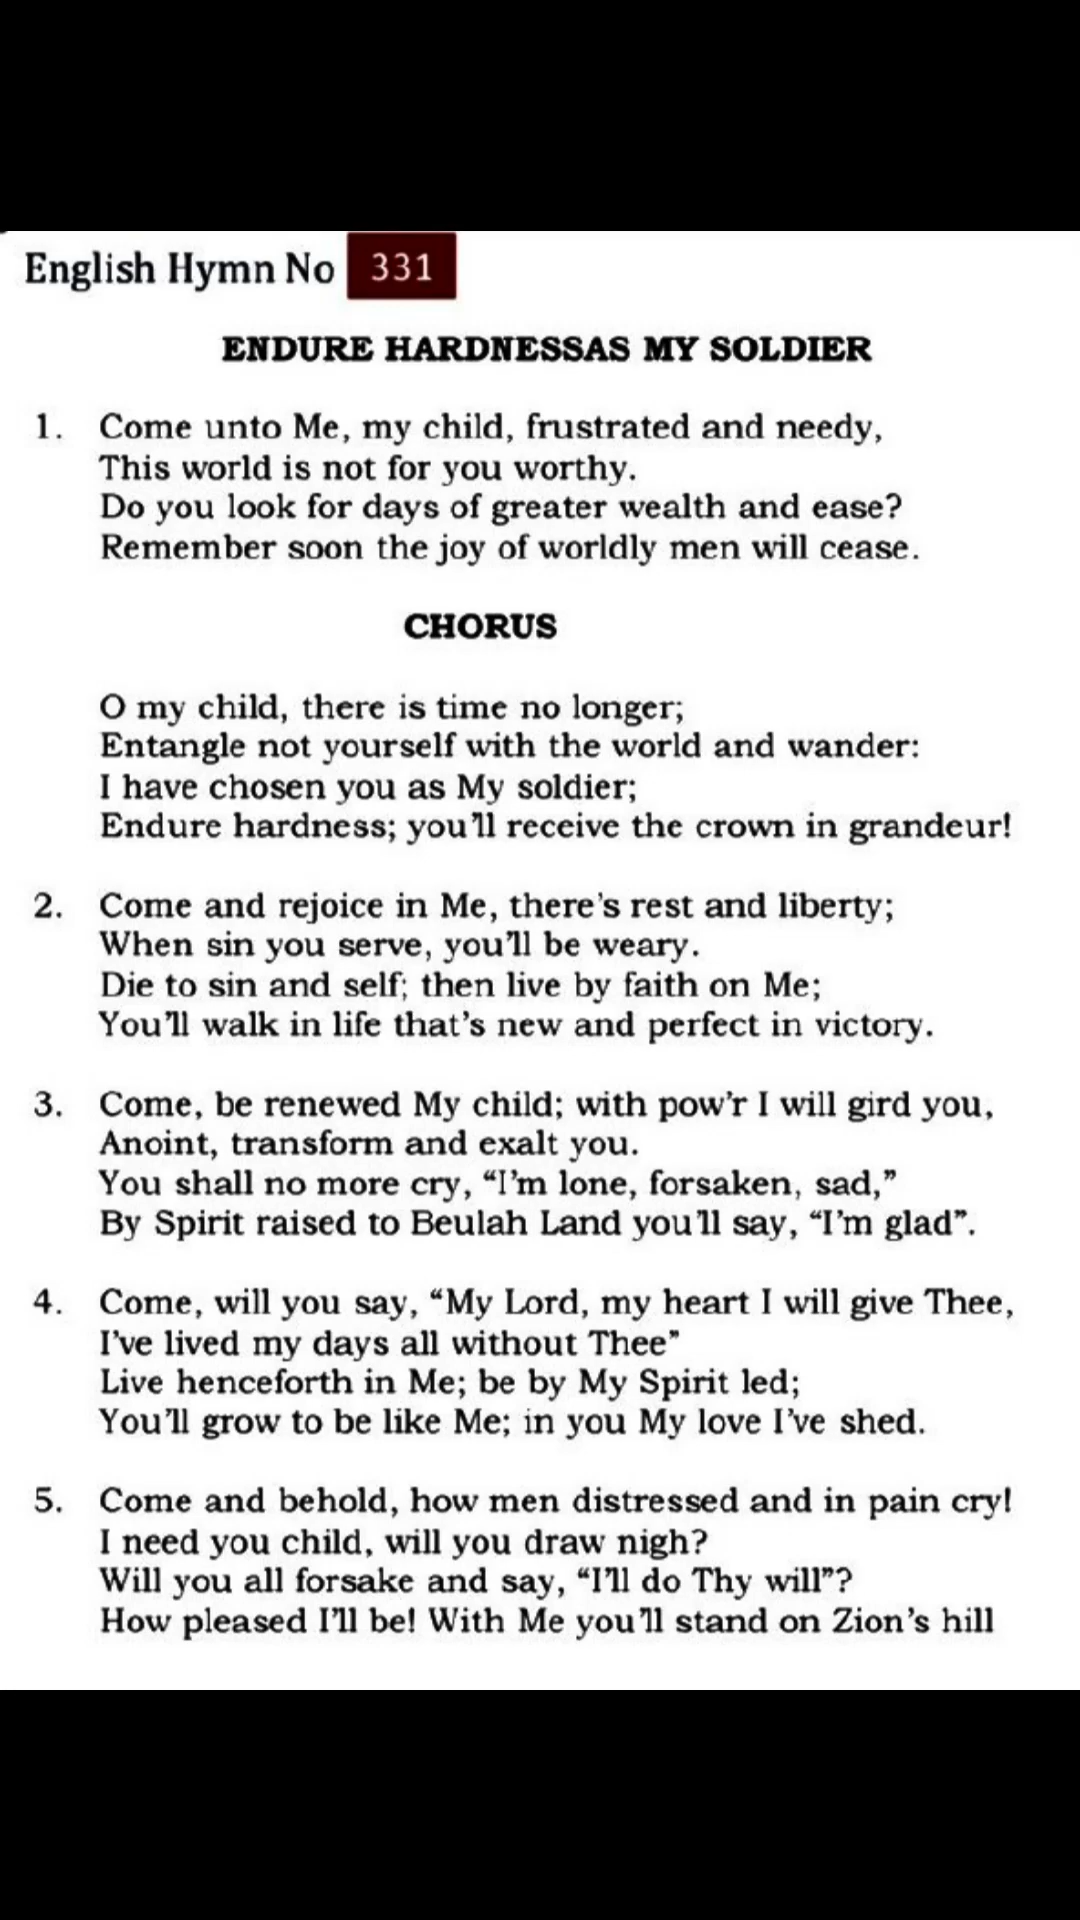 English Hymn No 331
ENDURE HARDNESSAS MY SOLDIER
1. Come unto Me, my child, frustrated and needy,
This world is not for you worthy.
Do you look for days of greater wealth and ease?
Remember soon the joy of worldly men will cease.
CHORUS
O my child, there is time no longer;
Entangle not yourself with the world and wander:
I have chosen you as My soldier;
Endure hardness; you'll receive the crown in grandeur!
2. Come and rejoice in Me, there's rest and liberty;
When sin you serve, you'll be weary.
Die to sin and self; then live by faith on Me;
You'll walk in life that's new and perfect in victory.
3. Come, be renewed My child; with pow'r I will gird you,
Anoint, transform and exalt you.
You shall no more cry, “I'm lone, forsaken, sad,”
By Spirit raised to Beulah Land you'll say, “I'm glad”.
4. Come, will you say, “My Lord, my heart I will give Thee,
I've lived my days all without Thee”
Live henceforth in Me; be by My Spirit led;
You'll grow to be like Me; in you My love I've shed.
5. Come and behold, how men distressed and in pain cry!
I need you child, will you draw nigh?
Will you all forsake and say, “I'll do Thy will”?
How pleased I'll be! With Me you'll stand on Zion's hill